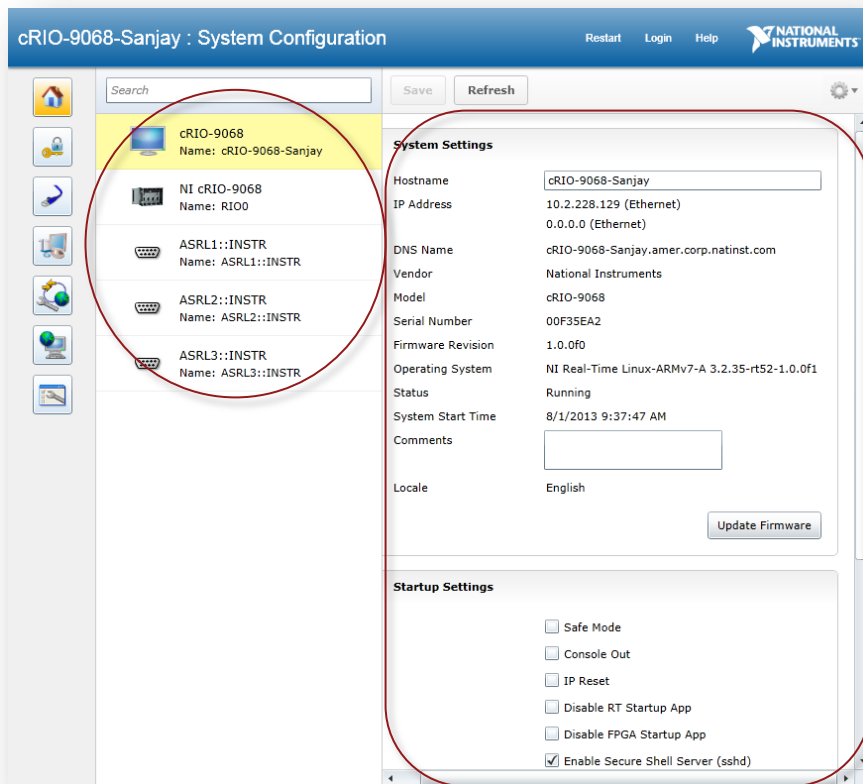 cRIO-9068-Sanjay : System Configuration
Restart Login Help NATIONAL INSTRUMENTS
Search
Save Refresh
cRIO-9068
Name: cRIO-9068-Sanjay
NI cRIO-9068
Name: RIO0
ASRL1::INSTR
Name: ASRL1::INSTR
ASRL2::INSTR
Name: ASRL2::INSTR
ASRL3::INSTR
Name: ASRL3::INSTR
System Settings
Hostname cRIO-9068-Sanjay
IP Address 10.2.228.129 (Ethernet)
0.0.0.0 (Ethernet)
DNS Name cRIO-9068-Sanjay.amer.corp.natinst.com
Vendor National Instruments
Model cRIO-9068
Serial Number 00F35EA2
Firmware Revision 1.0.0f0
Operating System NI Real-Time Linux-ARMv7-A 3.2.35-rt52-1.0.0f1
Status Running
System Start Time 8/1/2013 9:37:47 AM
Comments
Locale English
Update Firmware
Startup Settings
Safe Mode
Console Out
IP Reset
Disable RT Startup App
Disable FPGA Startup App
Enable Secure Shell Server (sshd)